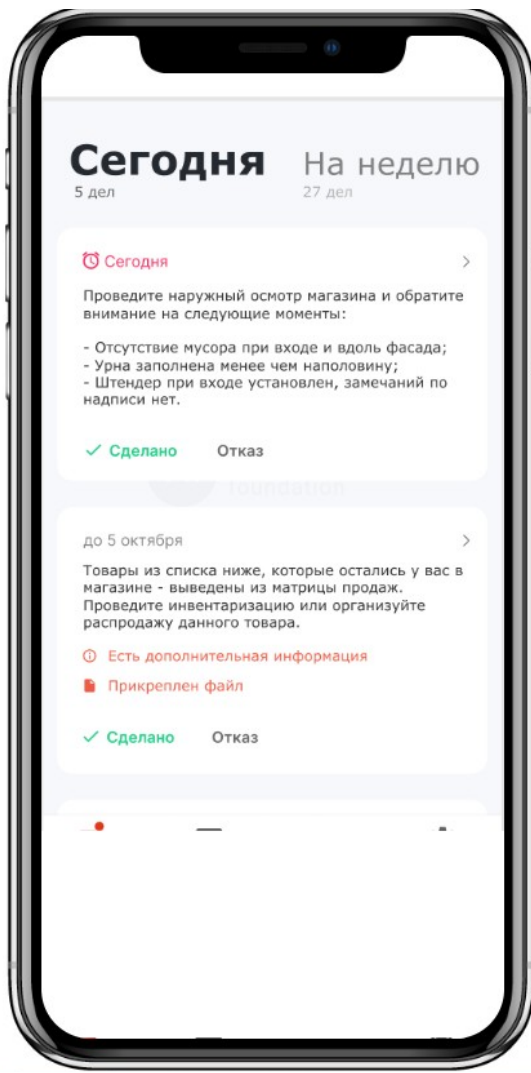 Сегодня На неделю
5 дел 27 дел
Сегодня
Проведите наружный осмотр магазина и обратите
внимание на следующие моменты:
- Отсутствие мусора при входе и вдоль фасада;
- Урна заполнена менее чем наполовину;
- Штендер при входе установлен, замечаний по
надписи нет.
Сделано Отказ
foundation
до 5 октября
Товары из списка ниже, которые остались у вас в
магазине - выведены из матрицы продаж.
Проведите инвентаризацию или организуйте
распродажу данного товара.
Есть дополнительная информация
Прикреплен файл
Сделано Отказ